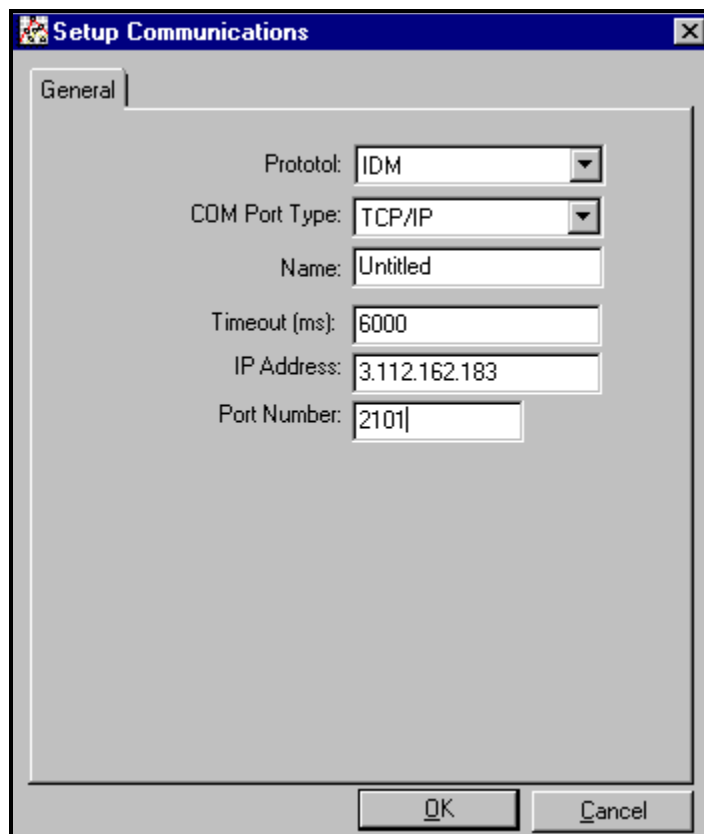 Setup Communications
General
Prototol: IDM
COM Port Type: TCP/IP
Name: Untitled
Timeout (ms): 6000
IP Address: 3.112.162.183
Port Number: 2101
OK Cancel